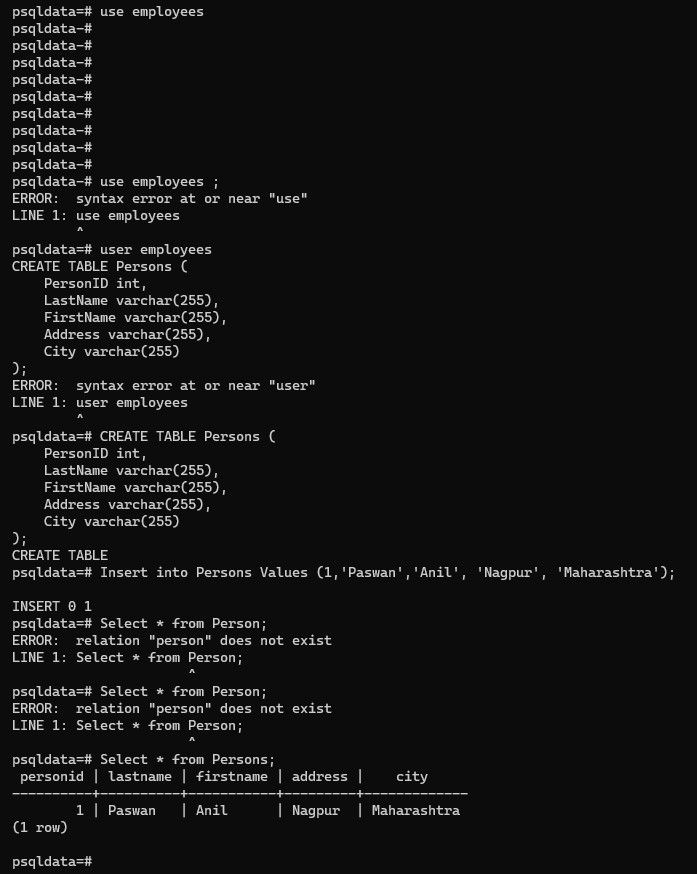 psqldata=# use employees
psqldata-#
psqldata-#
psqldata-#
psqldata-#
psqldata-#
psqldata-#
psqldata-#
psqldata-#
psqldata-#
psqldata-# use employees ;
ERROR:  syntax error at or near "use"
LINE 1: use employees
        ^
psqldata=# user employees
CREATE TABLE Persons (
    PersonID int,
    LastName varchar(255),
    FirstName varchar(255),
    Address varchar(255),
    City varchar(255)
);
ERROR:  syntax error at or near "user"
LINE 1: user employees
        ^
psqldata=# CREATE TABLE Persons (
    PersonID int,
    LastName varchar(255),
    FirstName varchar(255),
    Address varchar(255),
    City varchar(255)
);
CREATE TABLE
psqldata=# Insert into Persons Values (1,'Paswan','Anil', 'Nagpur', 'Maharashtra');

INSERT 0 1
psqldata=# Select * from Person;
ERROR:  relation "person" does not exist
LINE 1: Select * from Person;
                      ^
psqldata=# Select * from Person;
ERROR:  relation "person" does not exist
LINE 1: Select * from Person;
                      ^
psqldata=# Select * from Persons;
 personid | lastname | firstname | address |    city
----------+----------+-----------+---------+-------------
        1 | Paswan   | Anil      | Nagpur  | Maharashtra
(1 row)

psqldata=#